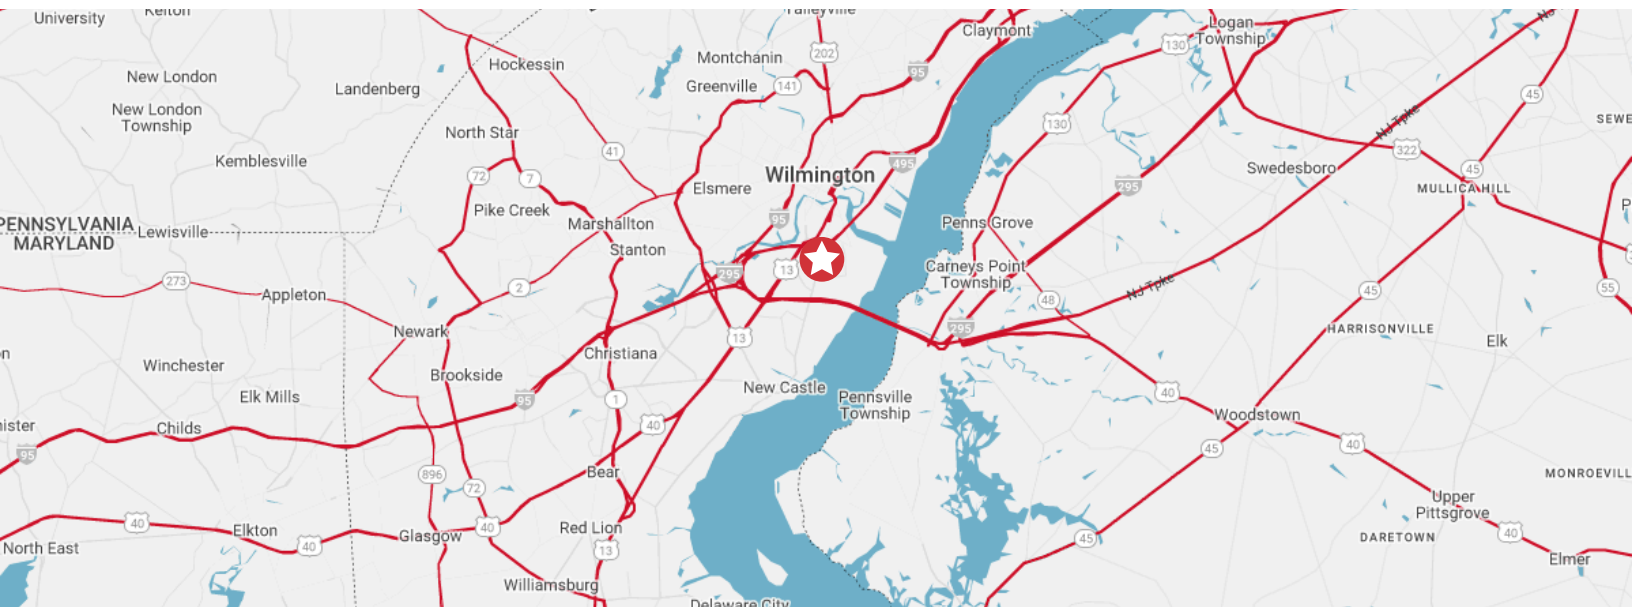 Kelton
Talleyville
University
Logan
Township
Claymont
130
202
Montchanin
Hockessin
95
New London
Landenberg
Greenville
141
45
New London
Township
130
NJ Tpke
North Star
41
322
Kemblesville
495
Swedesboro
45
72
7
Wilmington
295
MULLICA HILL
Elsmere
Pike Creek
95
PENNSYLVANIA
MARYLAND
Lewisville
Marshallton
Penns Grove
Stanton
295
13
Carneys Point
Township
273
2
Appleton
48
NJ Tpke
45
55
Newark
13
295
HARRISONVILLE
Elk
Christiana
Winchester
Brookside
New Castle
Pennsville
Township
40
Elk Mills
95
1
Woodstown
Childs
40
45
40
95
Bear
896
72
MONROEVILL
Upper
Pittsgrove
40
Elkton
40
Glasgow
40
Red Lion
13
45
DARETOWN
40
North East
Elmer
Williamsburg
Delaware City